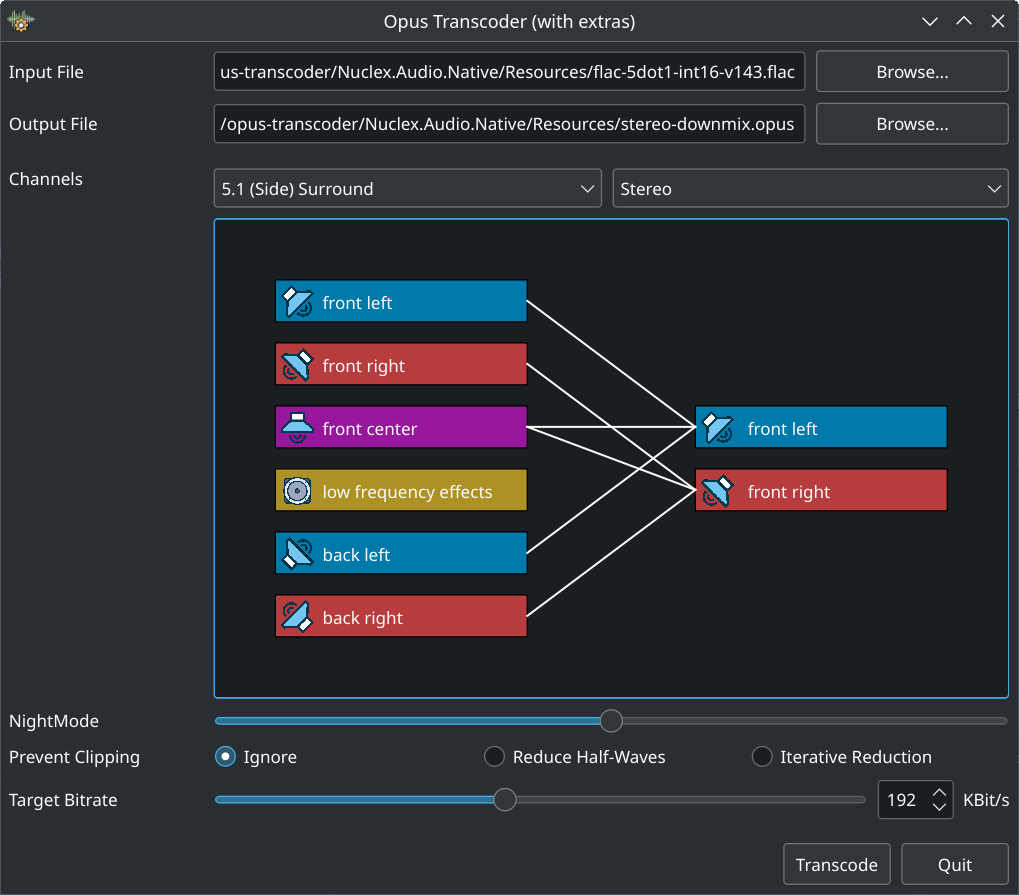 Opus Transcoder (with extras)
Input File us-transcoder/Nuclex.Audio.Native/Resources/flac-5dot1-int16-v143.flac Browse...
Output File /opus-transcoder/Nuclex.Audio.Native/Resources/stereo-downmix.opus Browse...
Channels 5.1 (Side) Surround Stereo
front left
front right
front center front left
low frequency effects front right
back left
back right
NightMode
Prevent Clipping Ignore Reduce Half-Waves Iterative Reduction
Target Bitrate 192 KBit/s
Transcode Quit